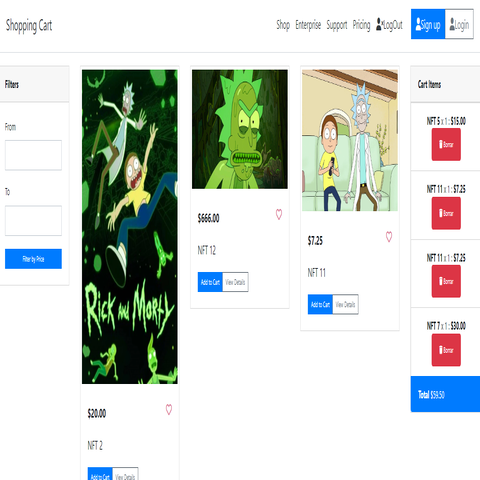 Shopping Cart
Shop Enterprise Support Pricing LogOut Sign up Login
Filters
From
To
Filter by Price
Rick and Morty
$20.00
NFT 2
Add to Cart View Details
$666.00
NFT 12
Add to Cart View Details
$7.25
NFT 11
Add to Cart View Details
Cart Items
NFT 5 x 1 : $15.00
Borrar
NFT 11 x 1 : $7.25
Borrar
NFT 11 x 1 : $7.25
Borrar
NFT 7 x 1 : $30.00
Borrar
Total $59.50